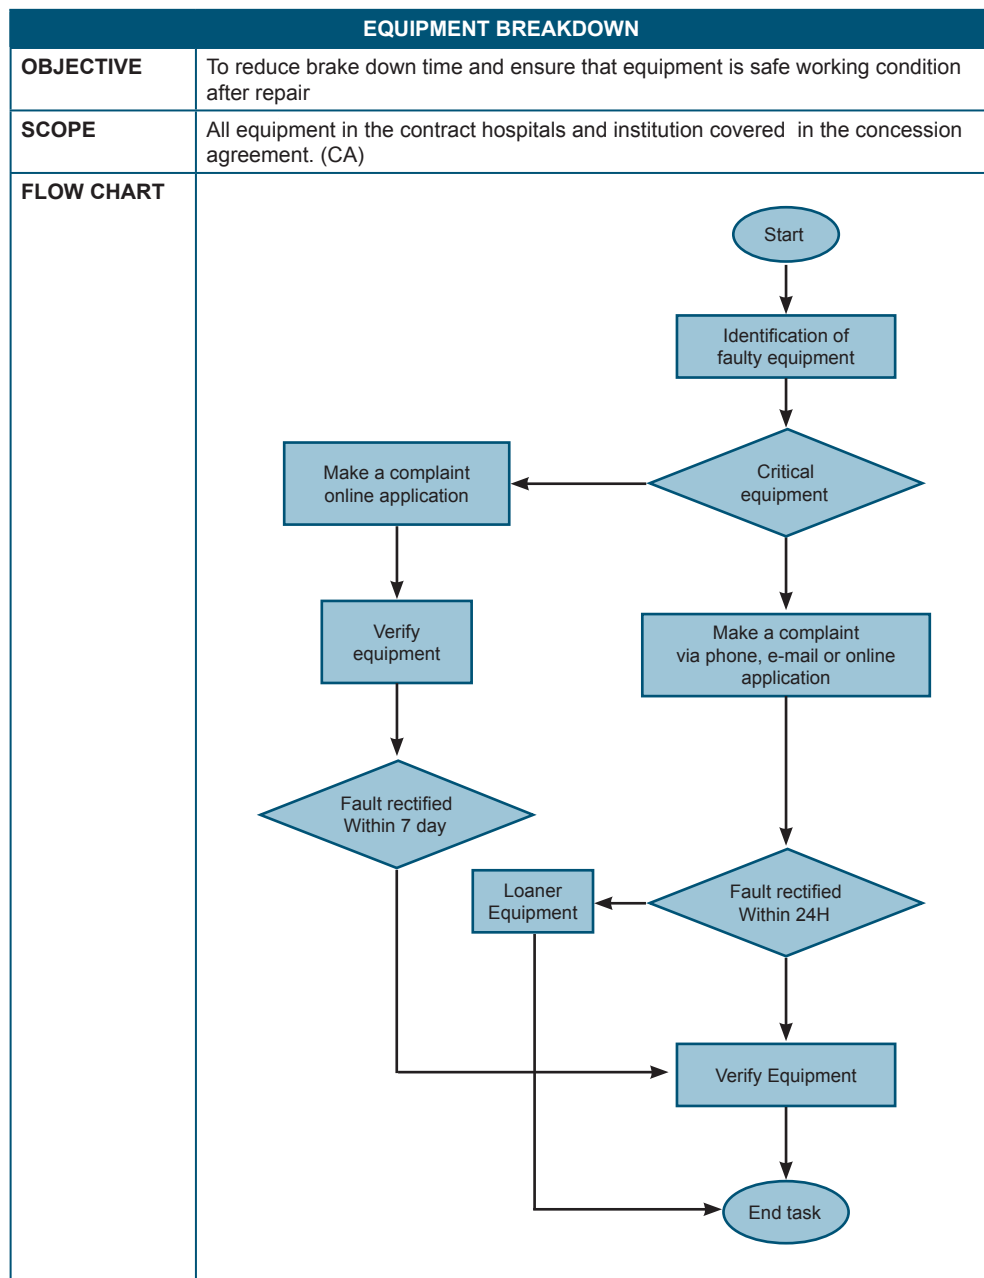 EQUIPMENT BREAKDOWN
OBJECTIVE
To reduce brake down time and ensure that equipment is safe working condition
after repair
SCOPE
All equipment in the contract hospitals and institution covered in the concession
agreement. (CA)
FLOW CHART
Start
Identification of
faulty equipment
Critical
equipment
Make a complaint
online application
Verify
equipment
Make a complaint
via phone, e-mail or online
application
Fault rectified
Within 7 day
Loaner
Equipment
Fault rectified
Within 24H
Verify Equipment
End task